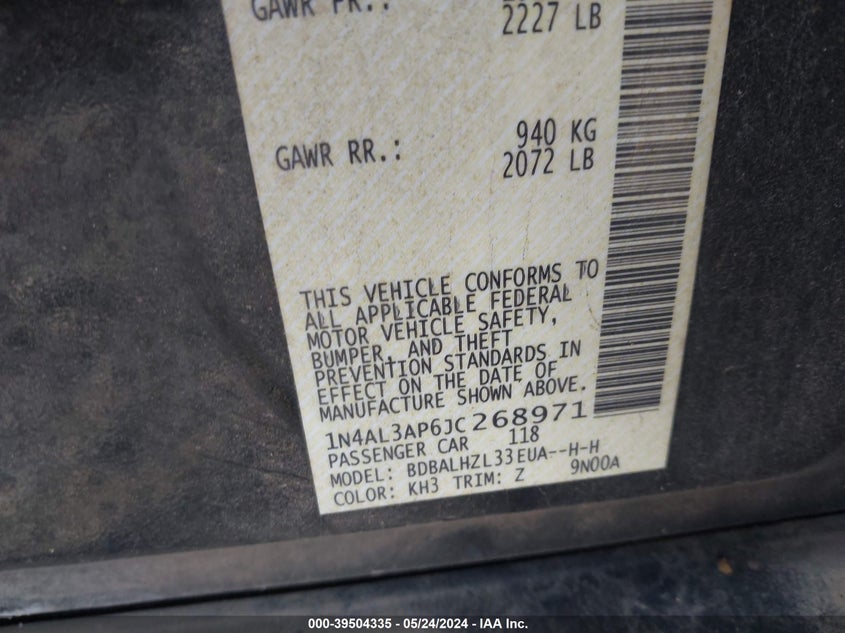 GAWR FR.:
2227 LB
GAWR RR.: 940 KG
2072 LB
THIS VEHICLE CONFORMS TO
ALL APPLICABLE FEDERAL
MOTOR VEHICLE SAFETY,
BUMPER, AND THEFT
PREVENTION STANDARDS IN
EFFECT ON THE DATE OF
MANUFACTURE SHOWN ABOVE.
1N4AL3AP6JC268971
PASSENGER CAR 118
MODEL: BDBALHZL33EUA--H-H
COLOR: KH3 TRIM: Z 9N00A
000-39504335 - 05/24/2024 - IAA Inc.